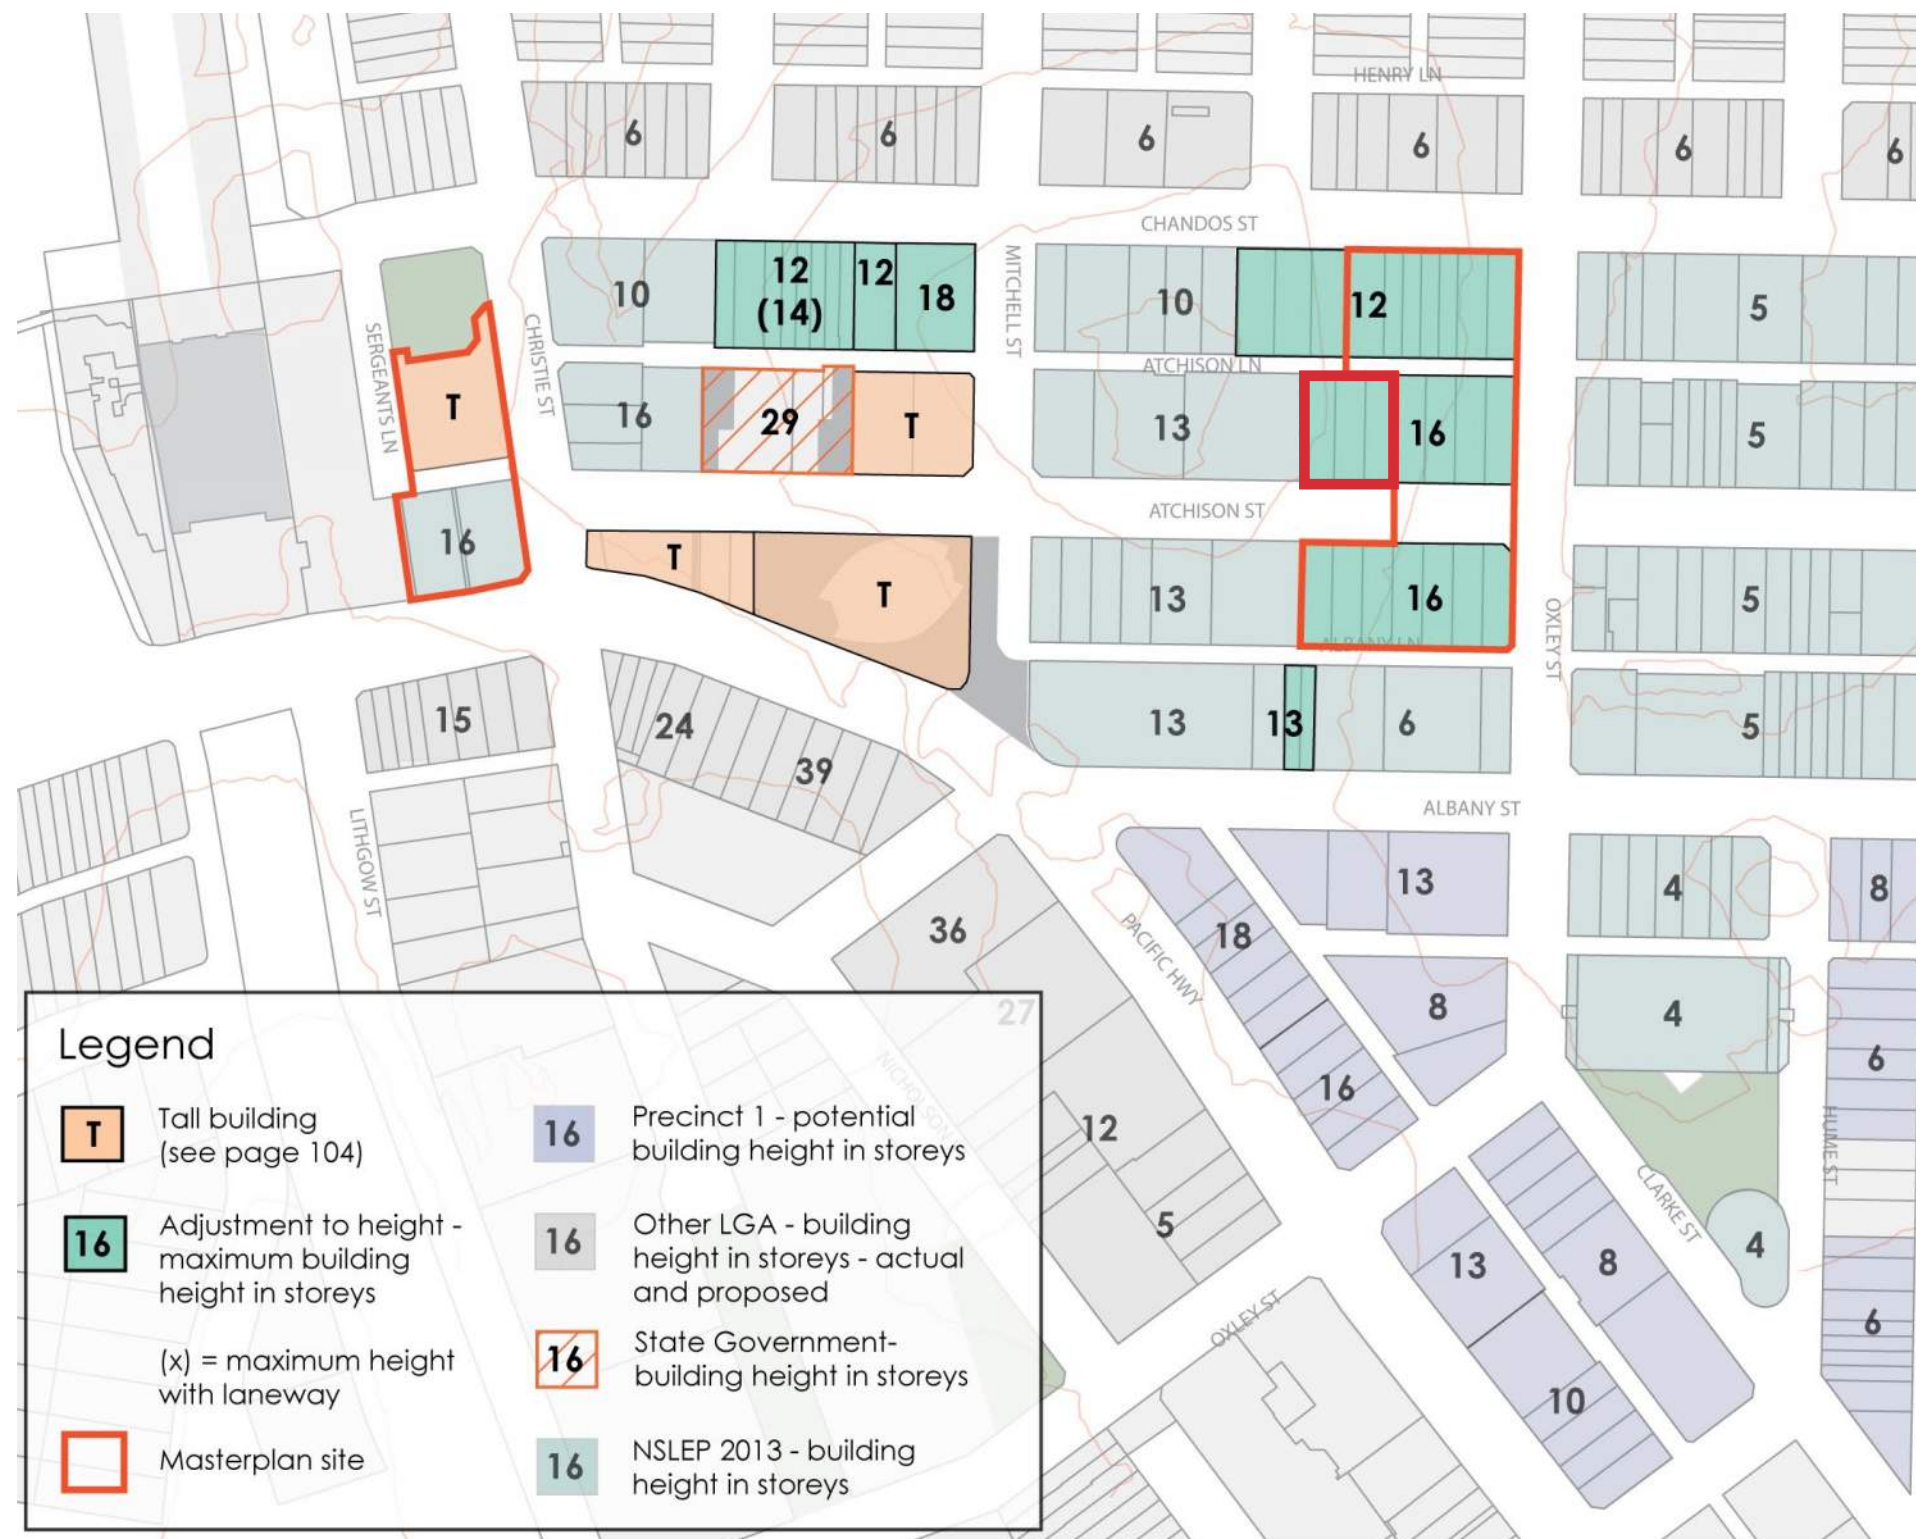 HENRY LN
6
6
6
6
6
6
CHANDOS ST
MITCHELL ST
SERGEANTS LN
CHRISTIE ST
10
12
(14)
12
18
10
12
5
ATCHISON LN
T
16
29
T
13
16
5
ATCHISON ST
16
T
T
13
16
5
ALBANY LN
OXLEY ST
15
24
39
13
13
6
5
ALBANY ST
LITHGOW ST
36
PACIFIC HWY
18
13
4
8
27
8
4
6
16
12
5
NICHOLSON
HUME ST
CLARKE ST
4
13
8
6
OXLEY ST
10
Legend
T
Tall building
(see page 104)
16
Adjustment to height -
maximum building
height in storeys
(x) = maximum height
with laneway
Masterplan site
16
Precinct 1 - potential
building height in storeys
16
Other LGA - building
height in storeys - actual
and proposed
16
State Government-
building height in storeys
16
NSLEP 2013 - building
height in storeys